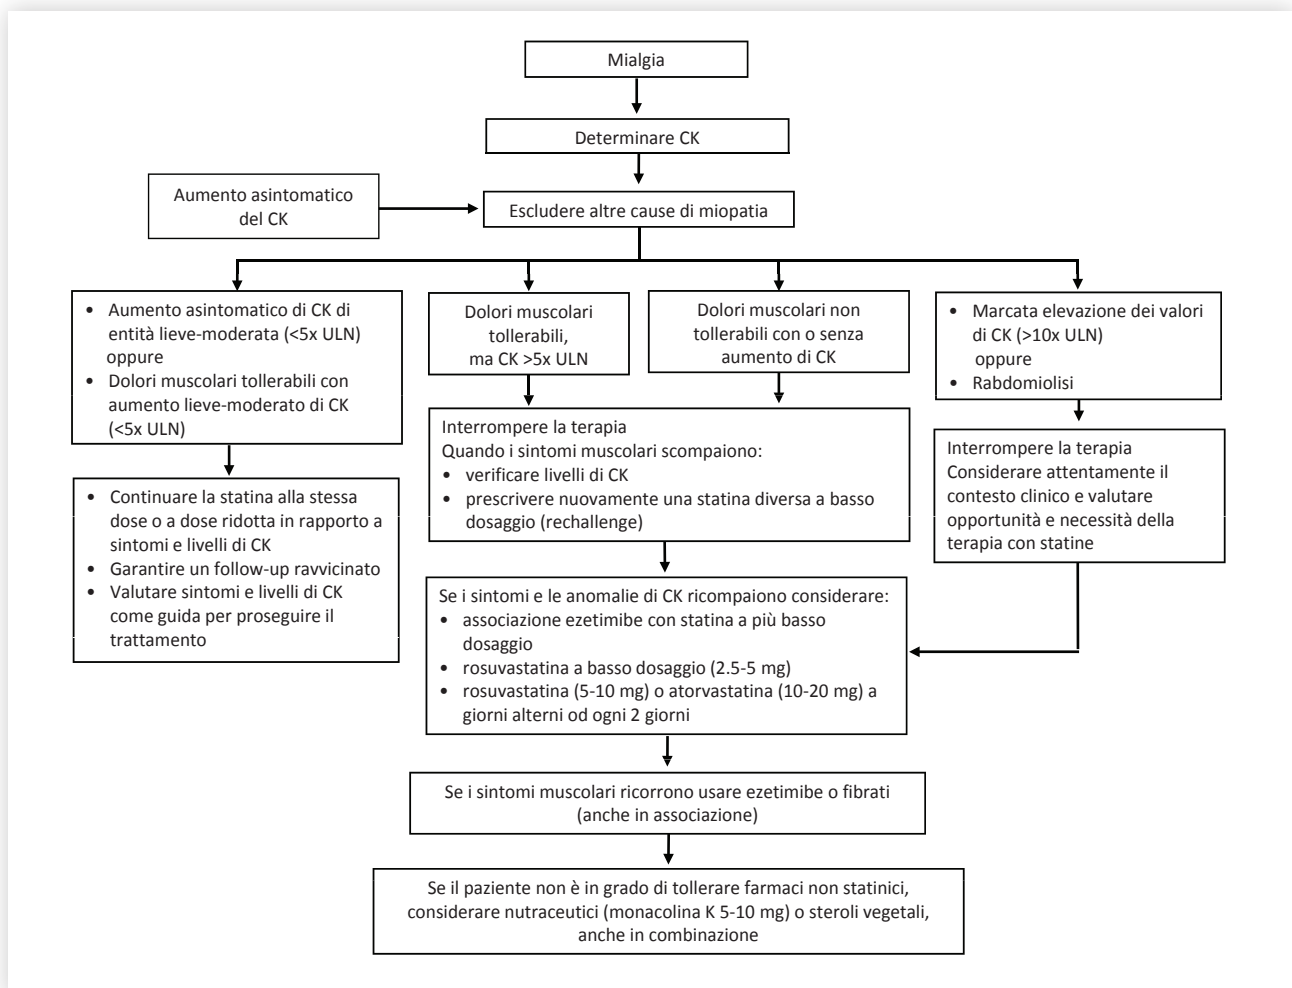 Mialgia
Determinare CK
Aumento asintomatico
del CK
Escludere altre cause di miopatia
• Aumento asintomatico di CK di
entità lieve-moderata (<5x ULN)
oppure
• Dolori muscolari tollerabili con
aumento lieve-moderato di CK
(<5x ULN)
Dolori muscolari
tollerabili,
ma CK >5x ULN
Dolori muscolari non
tollerabili con o senza
aumento di CK
• Marcata elevazione dei valori
di CK (>10x ULN)
oppure
• Rabdomiolisi
• Continuare la statina alla stessa
dose o a dose ridotta in rapporto a
sintomi e livelli di CK
• Garantire un follow-up ravvicinato
• Valutare sintomi e livelli di CK
come guida per proseguire il
trattamento
Interrompere la terapia
Quando i sintomi muscolari scompaiono:
• verificare livelli di CK
• prescrivere nuovamente una statina diversa a basso
dosaggio (rechallenge)
Interrompere la terapia
Considerare attentamente il
contesto clinico e valutare
opportunità e necessità della
terapia con statine
Se i sintomi e le anomalie di CK ricompaiono considerare:
• associazione ezetimibe con statina a più basso
dosaggio
• rosuvastatina a basso dosaggio (2.5-5 mg)
• rosuvastatina (5-10 mg) o atorvastatina (10-20 mg) a
giorni alterni od ogni 2 giorni
Se i sintomi muscolari ricorrono usare ezetimibe o fibrati
(anche in associazione)
Se il paziente non è in grado di tollerare farmaci non statinici,
considerare nutraceutici (monacolina K 5-10 mg) o steroli vegetali,
anche in combinazione